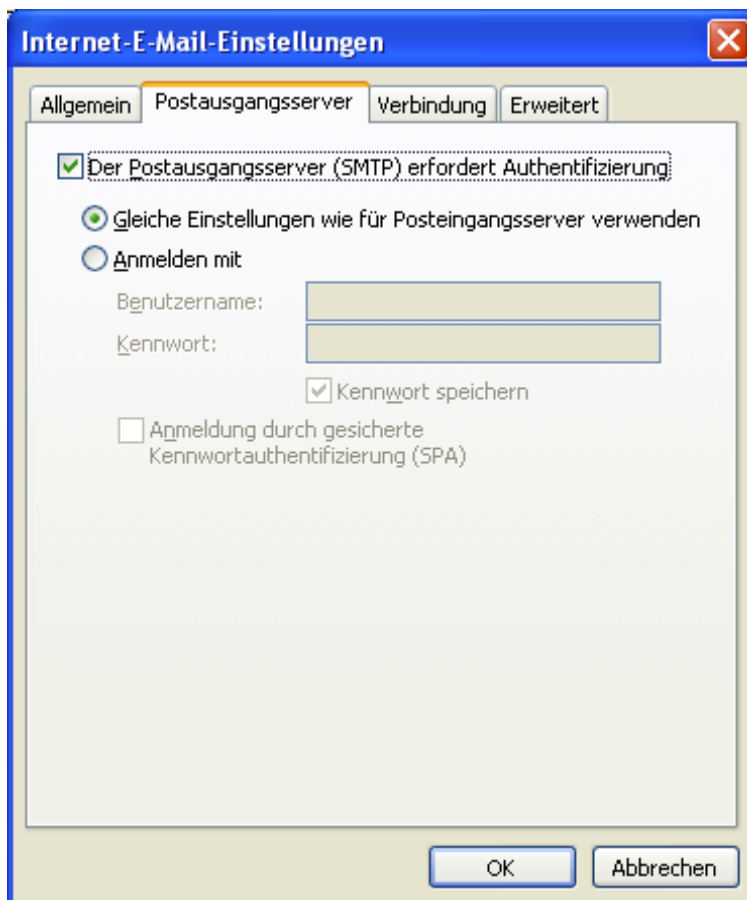 Internet-E-Mail-Einstellungen
Allgemein Postausgangsserver Verbindung Erweitert
Der Postausgangsserver (SMTP) erfordert Authentifizierung
Gleiche Einstellungen wie für Posteingangsserver verwenden
Anmelden mit
Benutzername:
Kennwort:
Kennwort speichern
Anmeldung durch gesicherte
Kennwortauthentifizierung (SPA)
OK Abbrechen